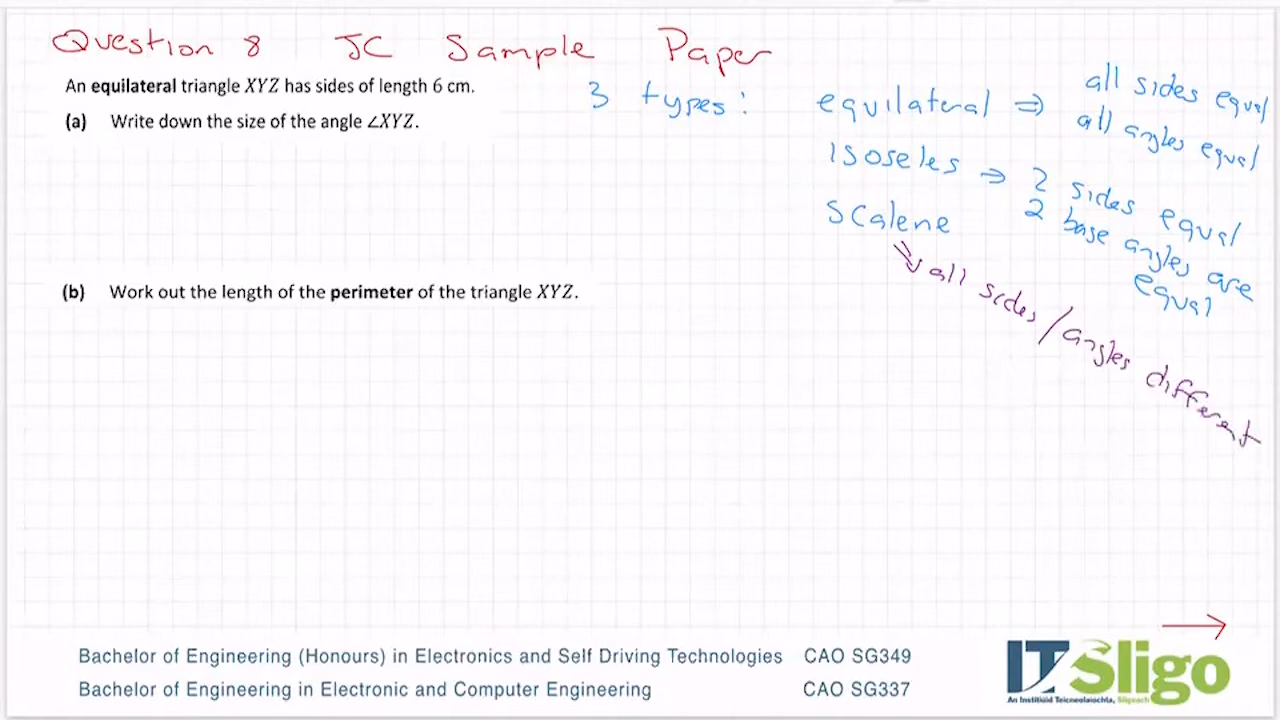 Question 8 JC Sample Paper
An equilateral triangle XYZ has sides of length 6 cm.
(a) Write down the size of the angle ∠XYZ.
3 types:
equilateral ⇒ all sides equal
all angles equal
isoseles ⇒ 2 sides equal
2 base angles are
equal
scalene
all sides / angles different
(b) Work out the length of the perimeter of the triangle XYZ.
Bachelor of Engineering (Honours) in Electronics and Self Driving Technologies CAO SG349
Bachelor of Engineering in Electronic and Computer Engineering CAO SG337
IT Sligo
An Institiúid Teicneolaíochta, Sligeach